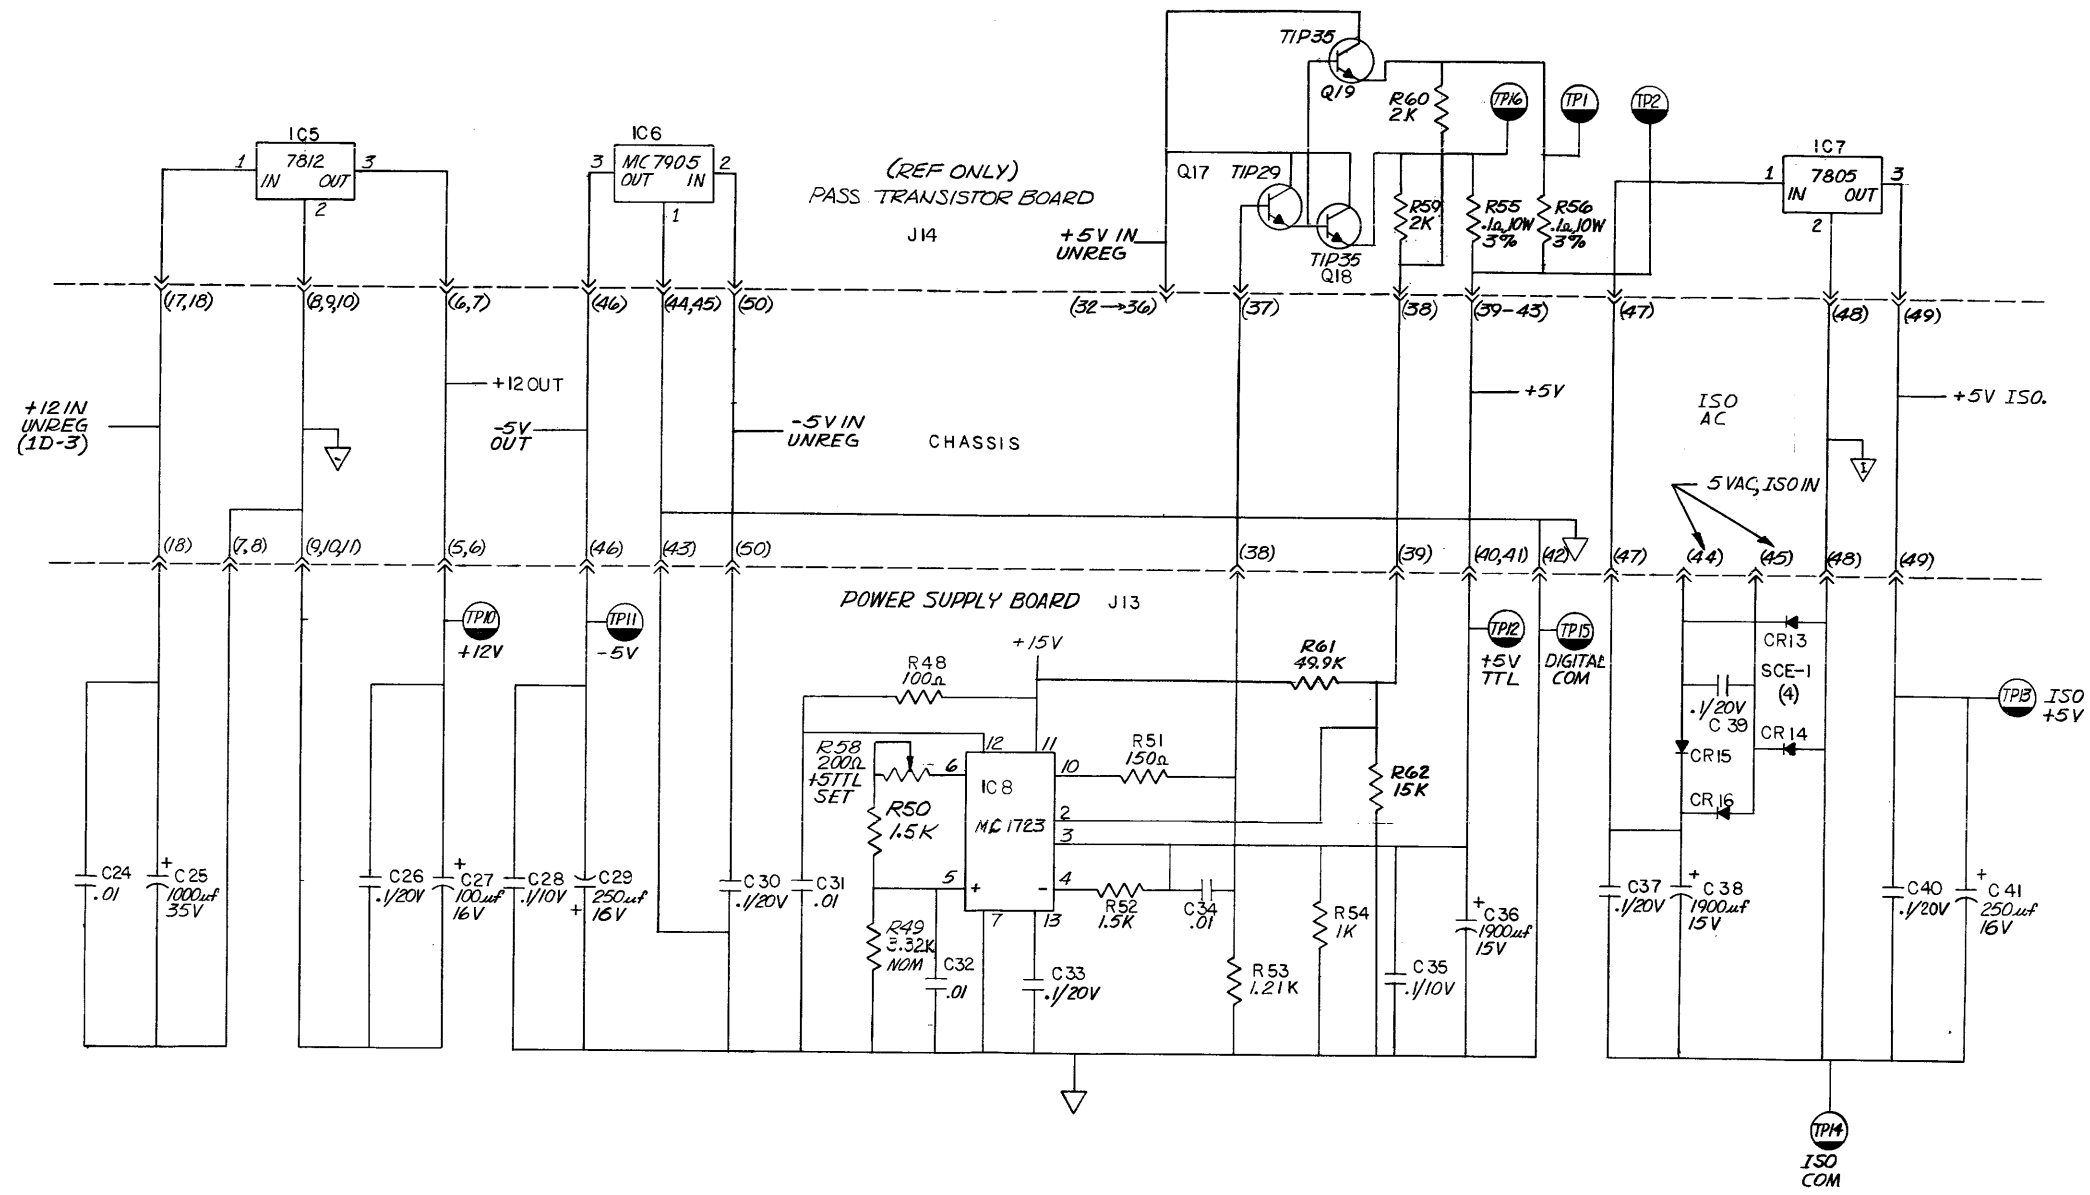 TIP35
Q19
R60
2K
TP16
TP1
TP2
IC5
1
7812
3
IN OUT
2
IC6
3
MC7905
2
OUT IN
1
(REF ONLY)
PASS TRANSISTOR BOARD
J14
Q17
TIP29
+5V IN
UNREG
TIP35
Q18
R59
2K
R55
.1Ω,10W
3%
R56
.1Ω,10W
3%
IC7
1
7805
3
IN OUT
2
(17,18)
(8,9,10)
(6,7)
(46)
(44,45)
(50)
(32→36)
(37)
(38)
(39-43)
(47)
(48)
(49)
+12IN
UNREG
(1D-3)
+12 OUT
-5V
OUT
-5V IN
UNREG
CHASSIS
+5V
ISO
AC
+5V ISO.
I
5 VAC, ISO IN
(18)
(7,8)
(9,10,11)
(5,6)
(46)
(43)
(50)
(38)
(39)
(40,41)
(42)
(47)
(44)
(45)
(48)
(49)
POWER SUPPLY BOARD J13
TP10
+12V
TP11
-5V
+15V
R48
100Ω
R61
49.9K
TP12
+5V
TTL
TP15
DIGITAL
COM
CR13
SCE-1
(4)
.1/20V
C 39
CR14
CR15
CR16
TP13
ISO
+5V
R58
200Ω
+5TTL
SET
12
11
6
10
IC8
MC1723
2
3
5
+
-
4
7
13
R51
150Ω
R62
15K
R50
1.5K
R49
3.32K
NOM
R52
1.5K
C34
.01
C24
.01
+
C25
1000uf
35V
C26
.1/20V
+
C27
100uf
16V
C28
.1/10V
C29
250uf
+
16V
C30
.1/20V
C31
.01
C32
.01
C33
.1/20V
R53
1.21K
R54
1K
C35
.1/10V
+
C36
1900uf
15V
C37
.1/20V
+
C38
1900uf
15V
C40
.1/20V
+
C41
250uf
16V
TP14
ISO
COM